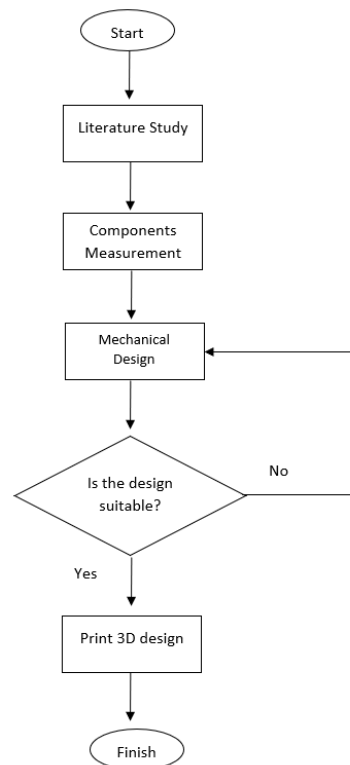 Start
Literature Study
Components
Measurement
Mechanical
Design
Is the design
suitable?
No
Yes
Print 3D design
Finish